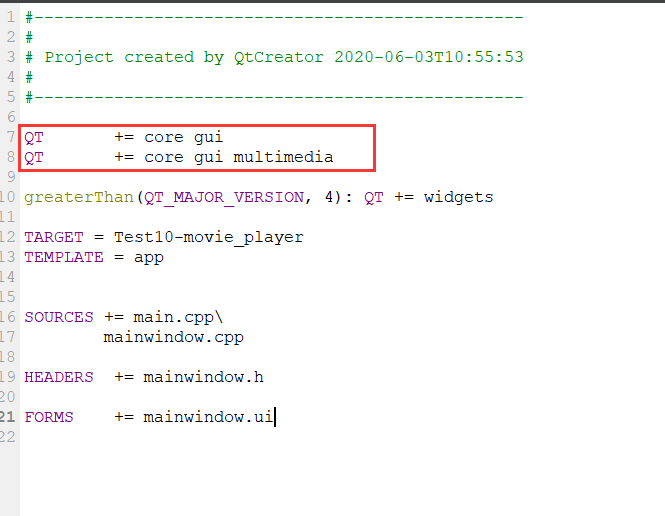 1 #-------------------------------------------------
2 #
3 # Project created by QtCreator 2020-06-03T10:55:53
4 #
5 #-------------------------------------------------
6
7 QT       += core gui
8 QT       += core gui multimedia
9
10 greaterThan(QT_MAJOR_VERSION, 4): QT += widgets
11
12 TARGET = Test10-movie_player
13 TEMPLATE = app
14
15
16 SOURCES += main.cpp\
17         mainwindow.cpp
18
19 HEADERS  += mainwindow.h
20
21 FORMS    += mainwindow.ui
22